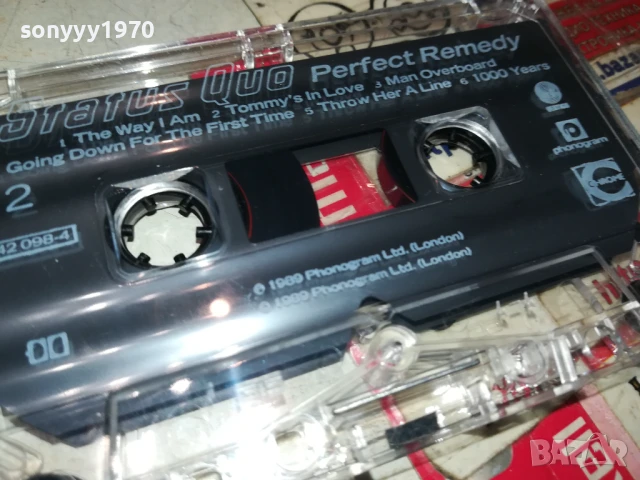 sonyyy1970
Status Quo Perfect Remedy
1 The Way I Am 2 Tommy's In Love 3 Man Overboard
Going Down For The First Time 5 Throw Her A Line 6 1000 Years
2
phonogram
42 098-4
℗ 1989 Phonogram Ltd. (London)
© 1989 Phonogram Ltd. (London)
BAZAR